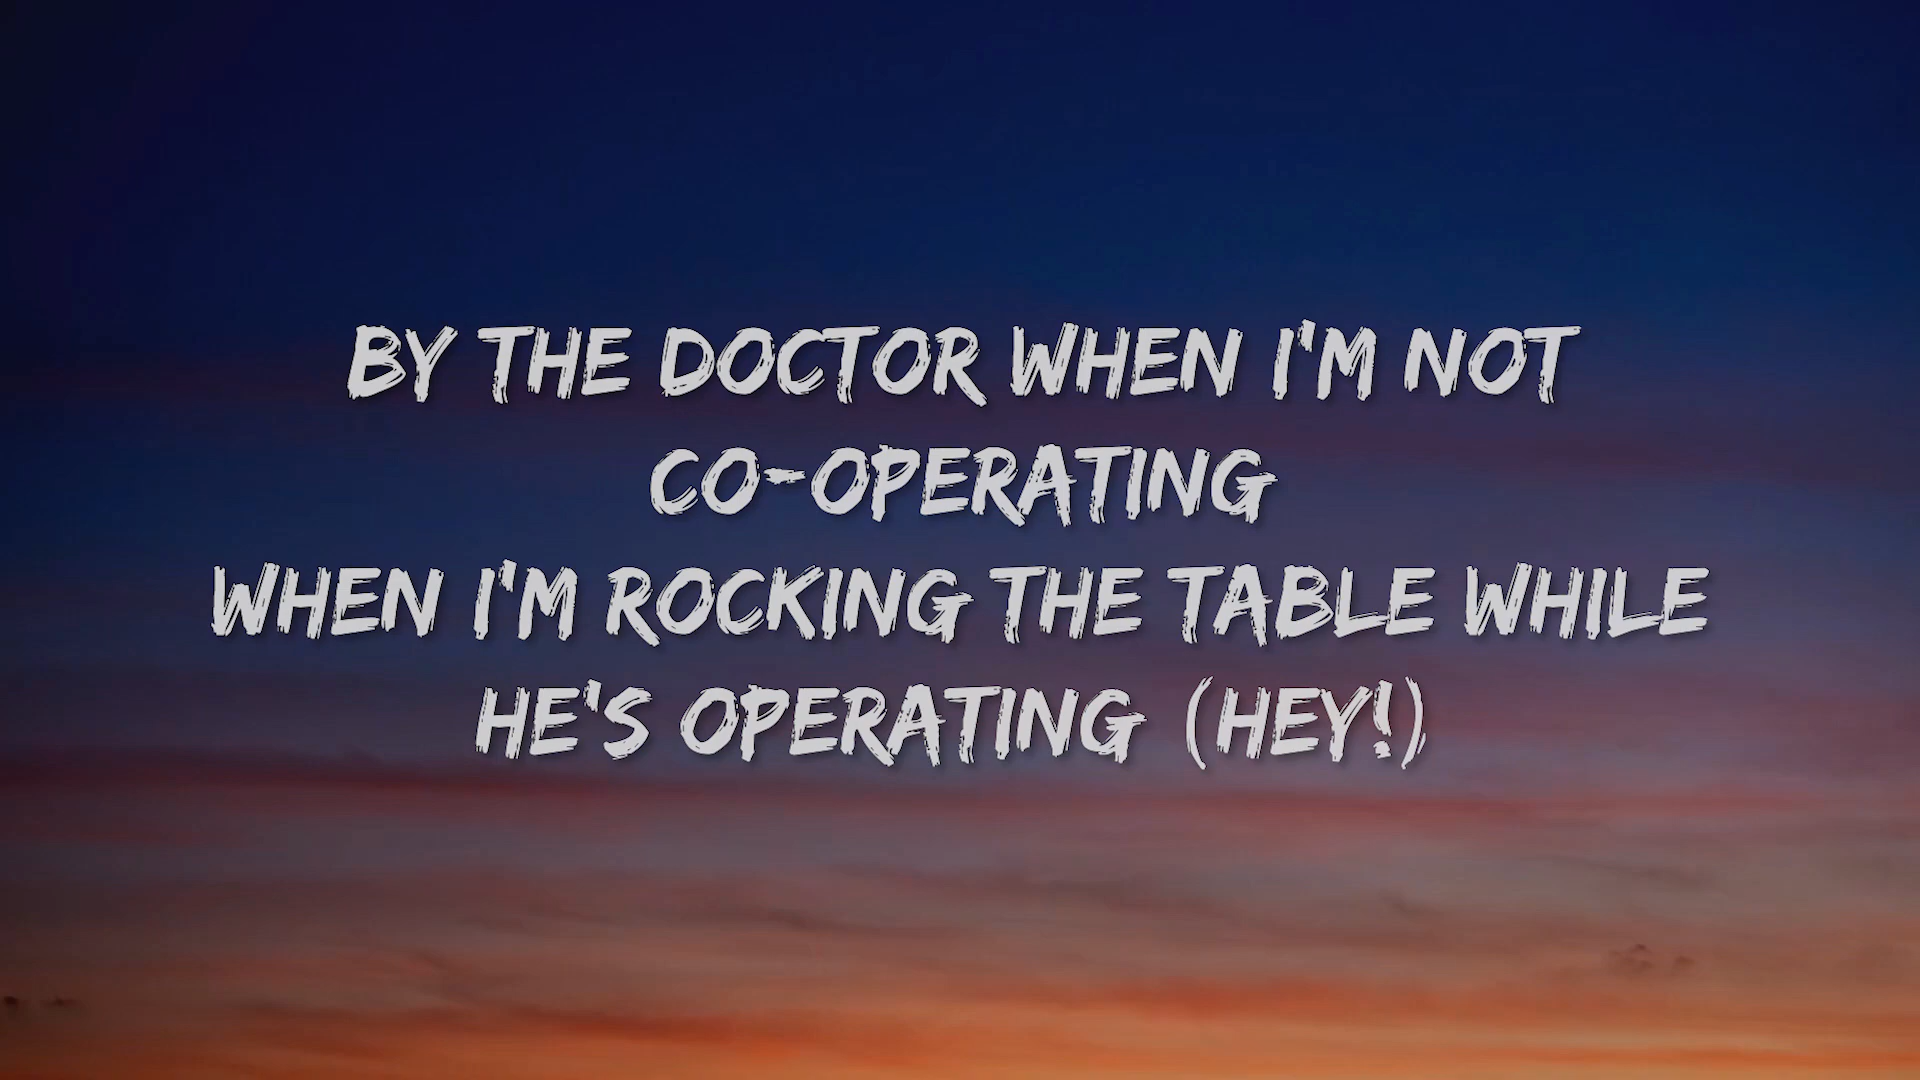 BY THE DOCTOR WHEN I'M NOT
CO-OPERATING
WHEN I'M ROCKING THE TABLE WHILE
HE'S OPERATING (HEY!)